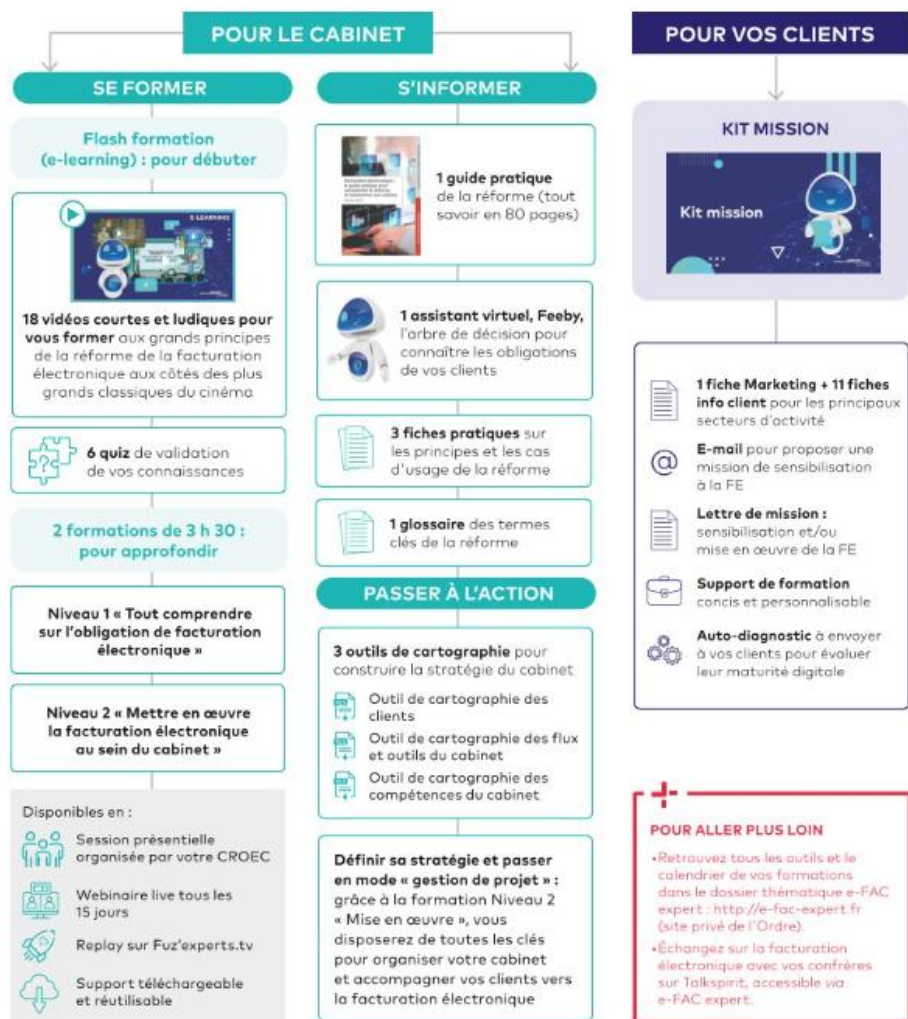 POUR LE CABINET
SE FORMER
Flash formation
(e-learning) : pour débuter
E-LEARNING
18 vidéos courtes et ludiques pour
vous former aux grands principes
de la réforme de la facturation
électronique aux côtés des plus
grands classiques du cinéma
6 quiz de validation
de vos connaissances
2 formations de 3 h 30 :
pour approfondir
Niveau 1 « Tout comprendre
sur l'obligation de facturation
électronique »
Niveau 2 « Mettre en œuvre
la facturation électronique
au sein du cabinet »
Disponibles en :
Session présentielle
organisée par votre CROEC
Webinaire live tous les
15 jours
Replay sur Fuz'experts.tv
Support téléchargeable
et réutilisable
S'INFORMER
1 guide pratique
de la réforme (tout
savoir en 80 pages)
1 assistant virtuel, Feeby,
l'arbre de décision pour
connaître les obligations
de vos clients
3 fiches pratiques sur
les principes et les cas
d'usage de la réforme
1 glossaire des termes
clés de la réforme
PASSER À L'ACTION
3 outils de cartographie pour
construire la stratégie du cabinet
Outil de cartographie des
clients
Outil de cartographie des flux
et outils du cabinet
Outil de cartographie des
compétences du cabinet
Définir sa stratégie et passer
en mode « gestion de projet » :
grâce à la formation Niveau 2
« Mise en œuvre », vous
disposerez de toutes les clés
pour organiser votre cabinet
et accompagner vos clients vers
la facturation électronique
POUR VOS CLIENTS
KIT MISSION
Kit mission
1 fiche Marketing + 11 fiches
info client pour les principaux
secteurs d'activité
E-mail pour proposer une
mission de sensibilisation
à la FE
Lettre de mission :
sensibilisation et/ou
mise en œuvre de la FE
Support de formation
concis et personnalisable
Auto-diagnostic à envoyer
à vos clients pour évaluer
leur maturité digitale
POUR ALLER PLUS LOIN
•Retrouvez tous les outils et le
calendrier de vos formations
dans le dossier thématique e-FAC
expert : http://e-fac-expert.fr
(site privé de l'Ordre).
•Échangez sur la facturation
électronique avec vos confrères
sur Talkspirit, accessible via
e-FAC expert.